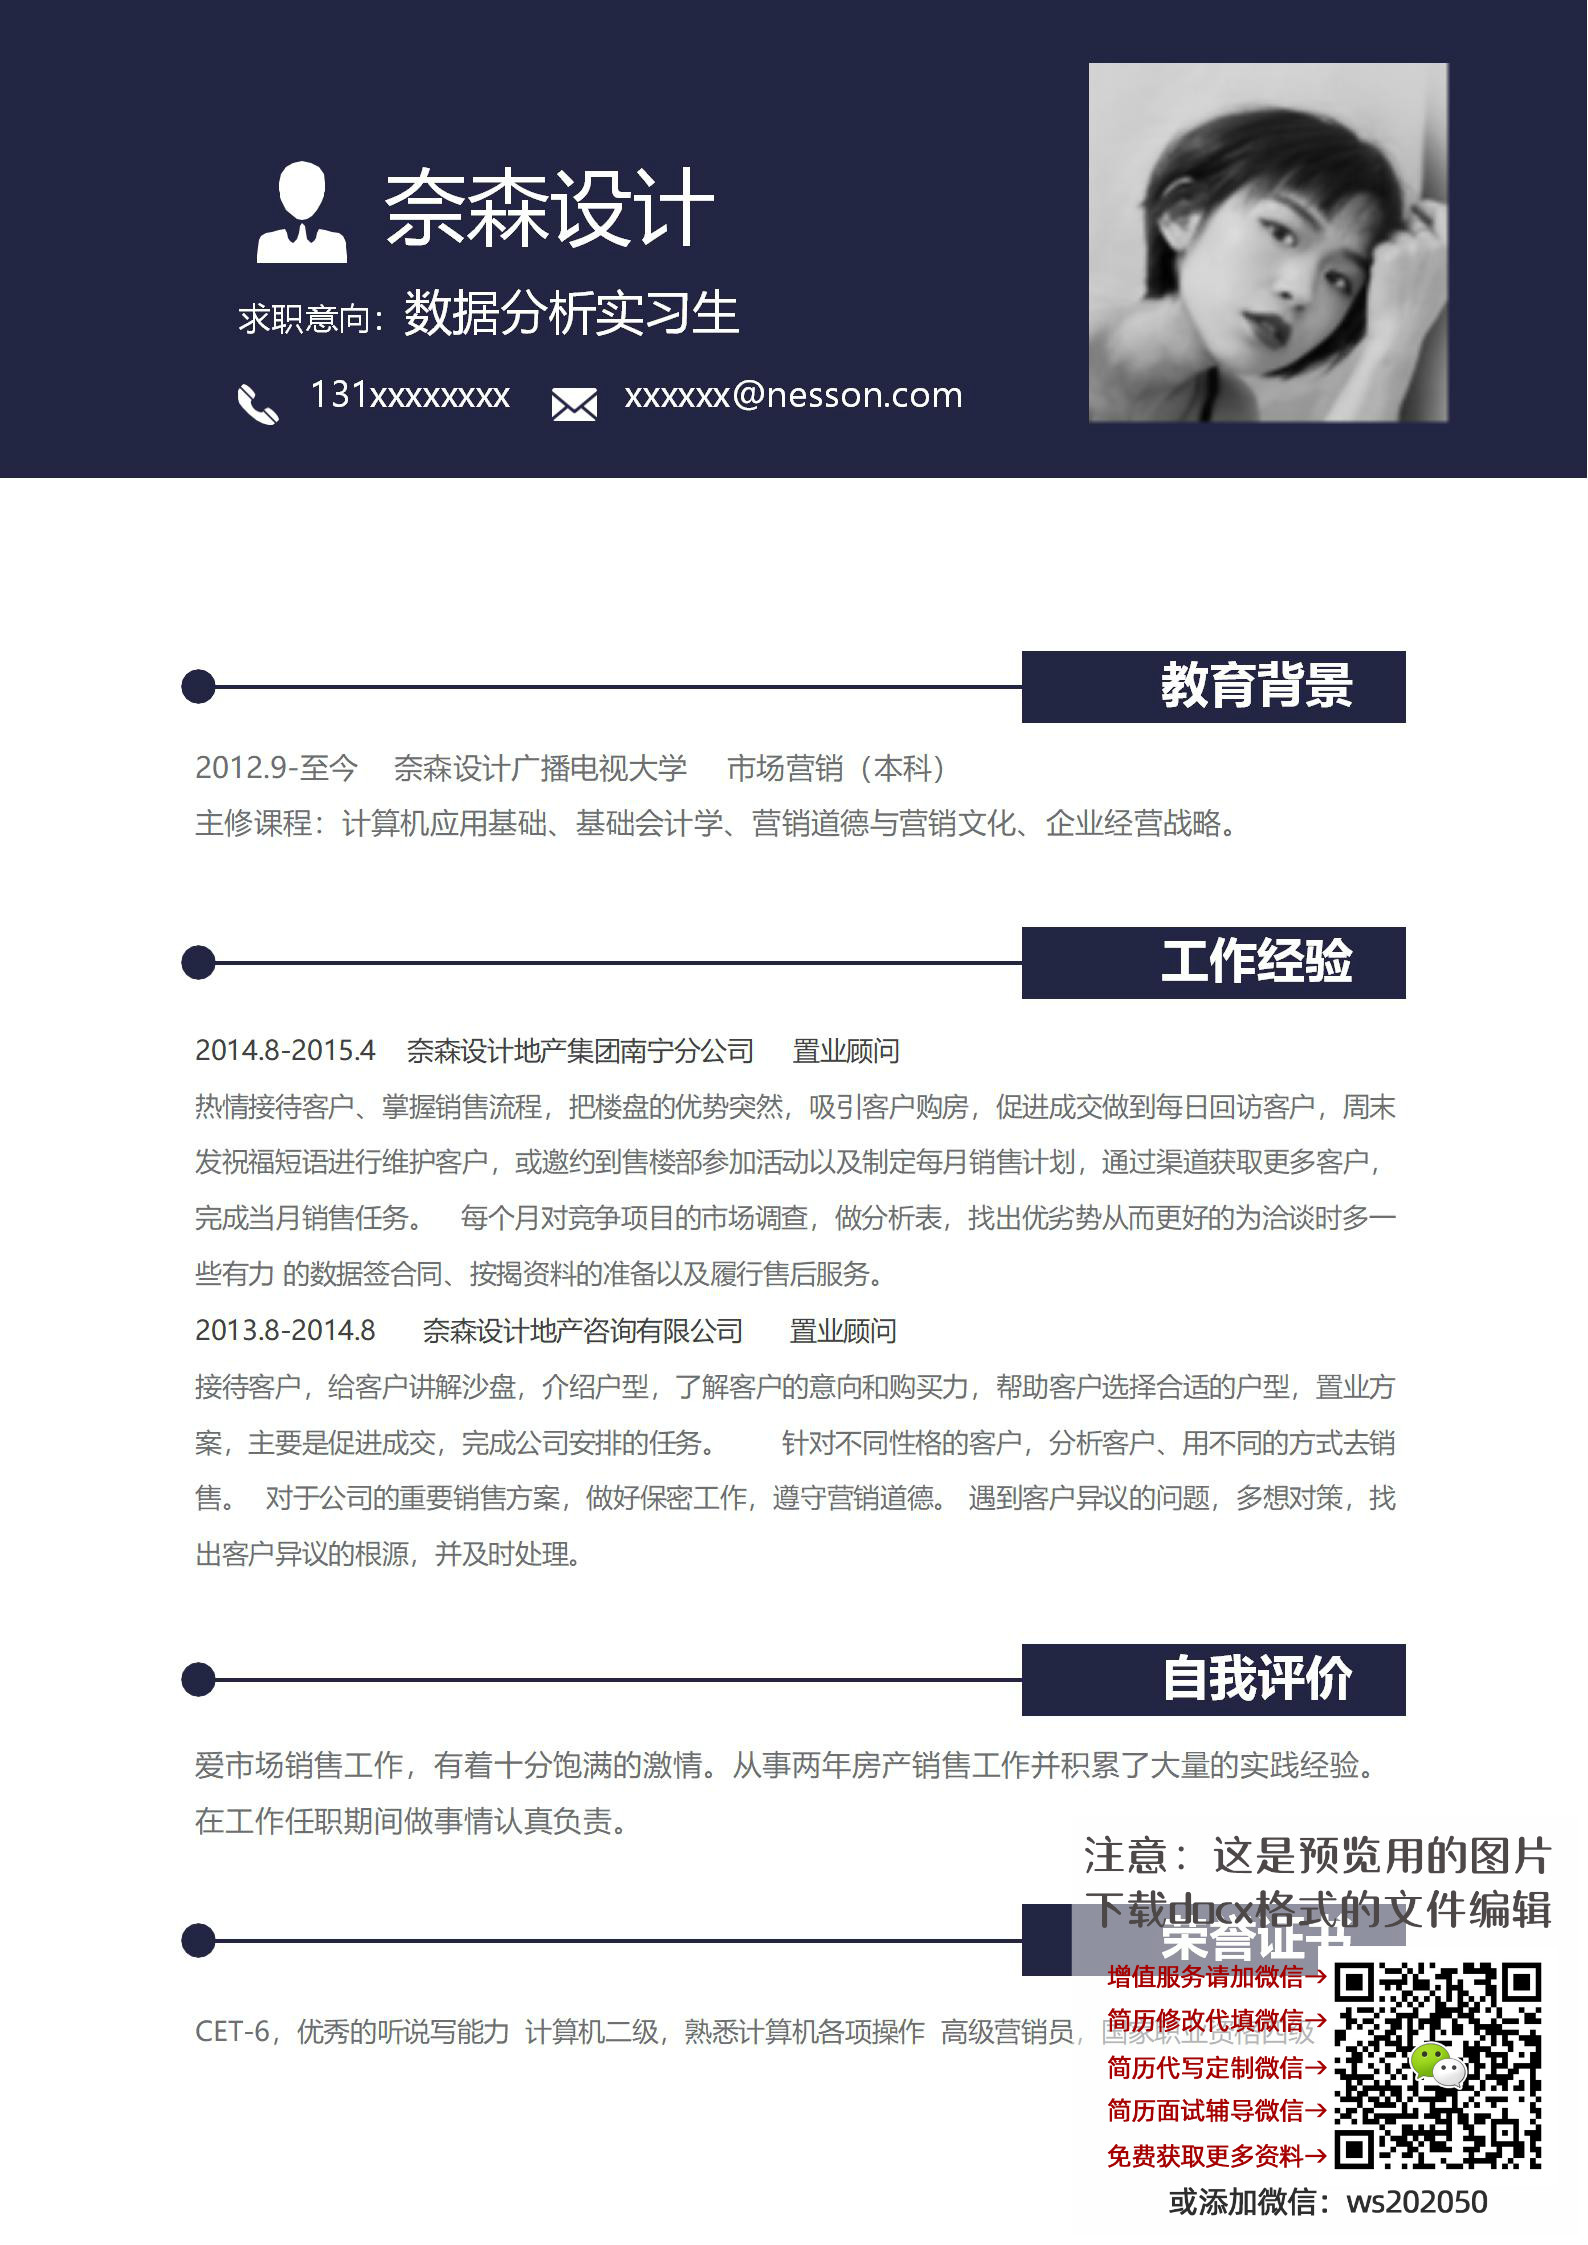 奈森设计
求职意向：数据分析实习生
131xxxxxxxx xxxxxx@nesson.com
教育背景
2012.9-至今 奈森设计广播电视大学 市场营销（本科）
主修课程：计算机应用基础、基础会计学、营销道德与营销文化、企业经营战略。
工作经验
2014.8-2015.4 奈森设计地产集团南宁分公司 置业顾问
热情接待客户、掌握销售流程，把楼盘的优势突然，吸引客户购房，促进成交做到每日回访客户，周末
发祝福短语进行维护客户，或邀约到售楼部参加活动以及制定每月销售计划，通过渠道获取更多客户，
完成当月销售任务。 每个月对竞争项目的市场调查，做分析表，找出优劣势从而更好的为洽谈时多一
些有力 的数据签合同、按揭资料的准备以及履行售后服务。
2013.8-2014.8 奈森设计地产咨询有限公司 置业顾问
接待客户，给客户讲解沙盘，介绍户型，了解客户的意向和购买力，帮助客户选择合适的户型，置业方
案，主要是促进成交，完成公司安排的任务。 针对不同性格的客户，分析客户、用不同的方式去销
售。 对于公司的重要销售方案，做好保密工作，遵守营销道德。 遇到客户异议的问题，多想对策，找
出客户异议的根源，并及时处理。
自我评价
爱市场销售工作，有着十分饱满的激情。从事两年房产销售工作并积累了大量的实践经验。
在工作任职期间做事情认真负责。
注意：这是预览用的图片
下载docx格式的文件编辑
荣誉证书
CET-6，优秀的听说写能力 计算机二级，熟悉计算机各项操作 高级营销员，国家职业资格四级
增值服务请加微信→
简历修改代填微信→
简历代写定制微信→
简历面试辅导微信→
免费获取更多资料→
或添加微信：ws202050